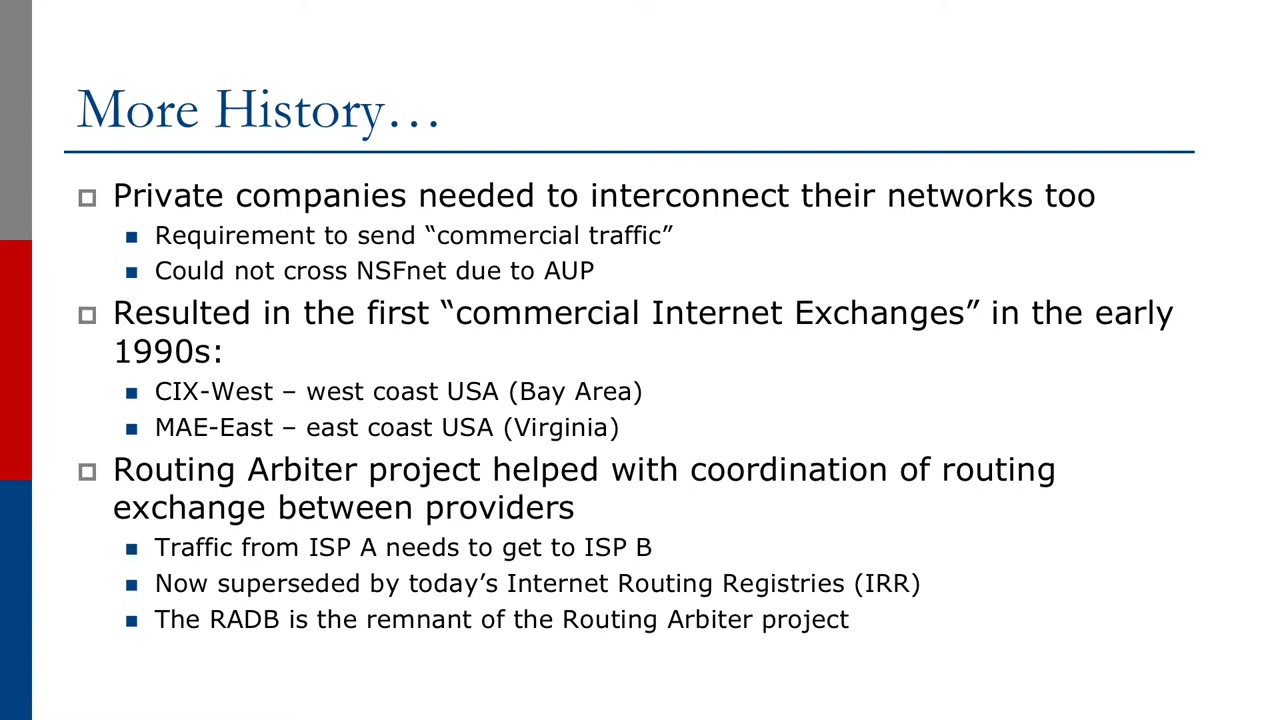 More History…
Private companies needed to interconnect their networks too
Requirement to send “commercial traffic”
Could not cross NSFnet due to AUP
Resulted in the first “commercial Internet Exchanges” in the early
1990s:
CIX-West – west coast USA (Bay Area)
MAE-East – east coast USA (Virginia)
Routing Arbiter project helped with coordination of routing
exchange between providers
Traffic from ISP A needs to get to ISP B
Now superseded by today’s Internet Routing Registries (IRR)
The RADB is the remnant of the Routing Arbiter project